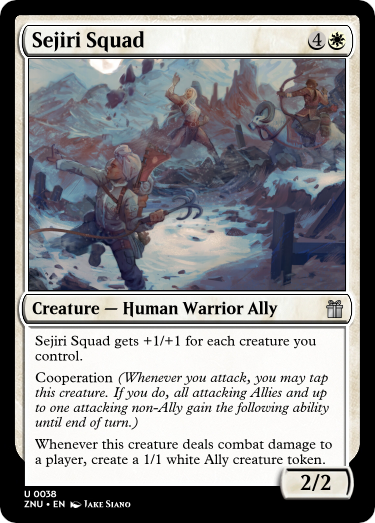 Sejiri Squad 4
Creature — Human Warrior Ally
Sejiri Squad gets +1/+1 for each creature you
control.
Cooperation (Whenever you attack, you may tap
this creature. If you do, all attacking Allies and up
to one attacking non-Ally gain the following ability
until end of turn.)
Whenever this creature deals combat damage to
a player, create a 1/1 white Ally creature token.
2/2
U 0038
ZNU • EN Jake Siano